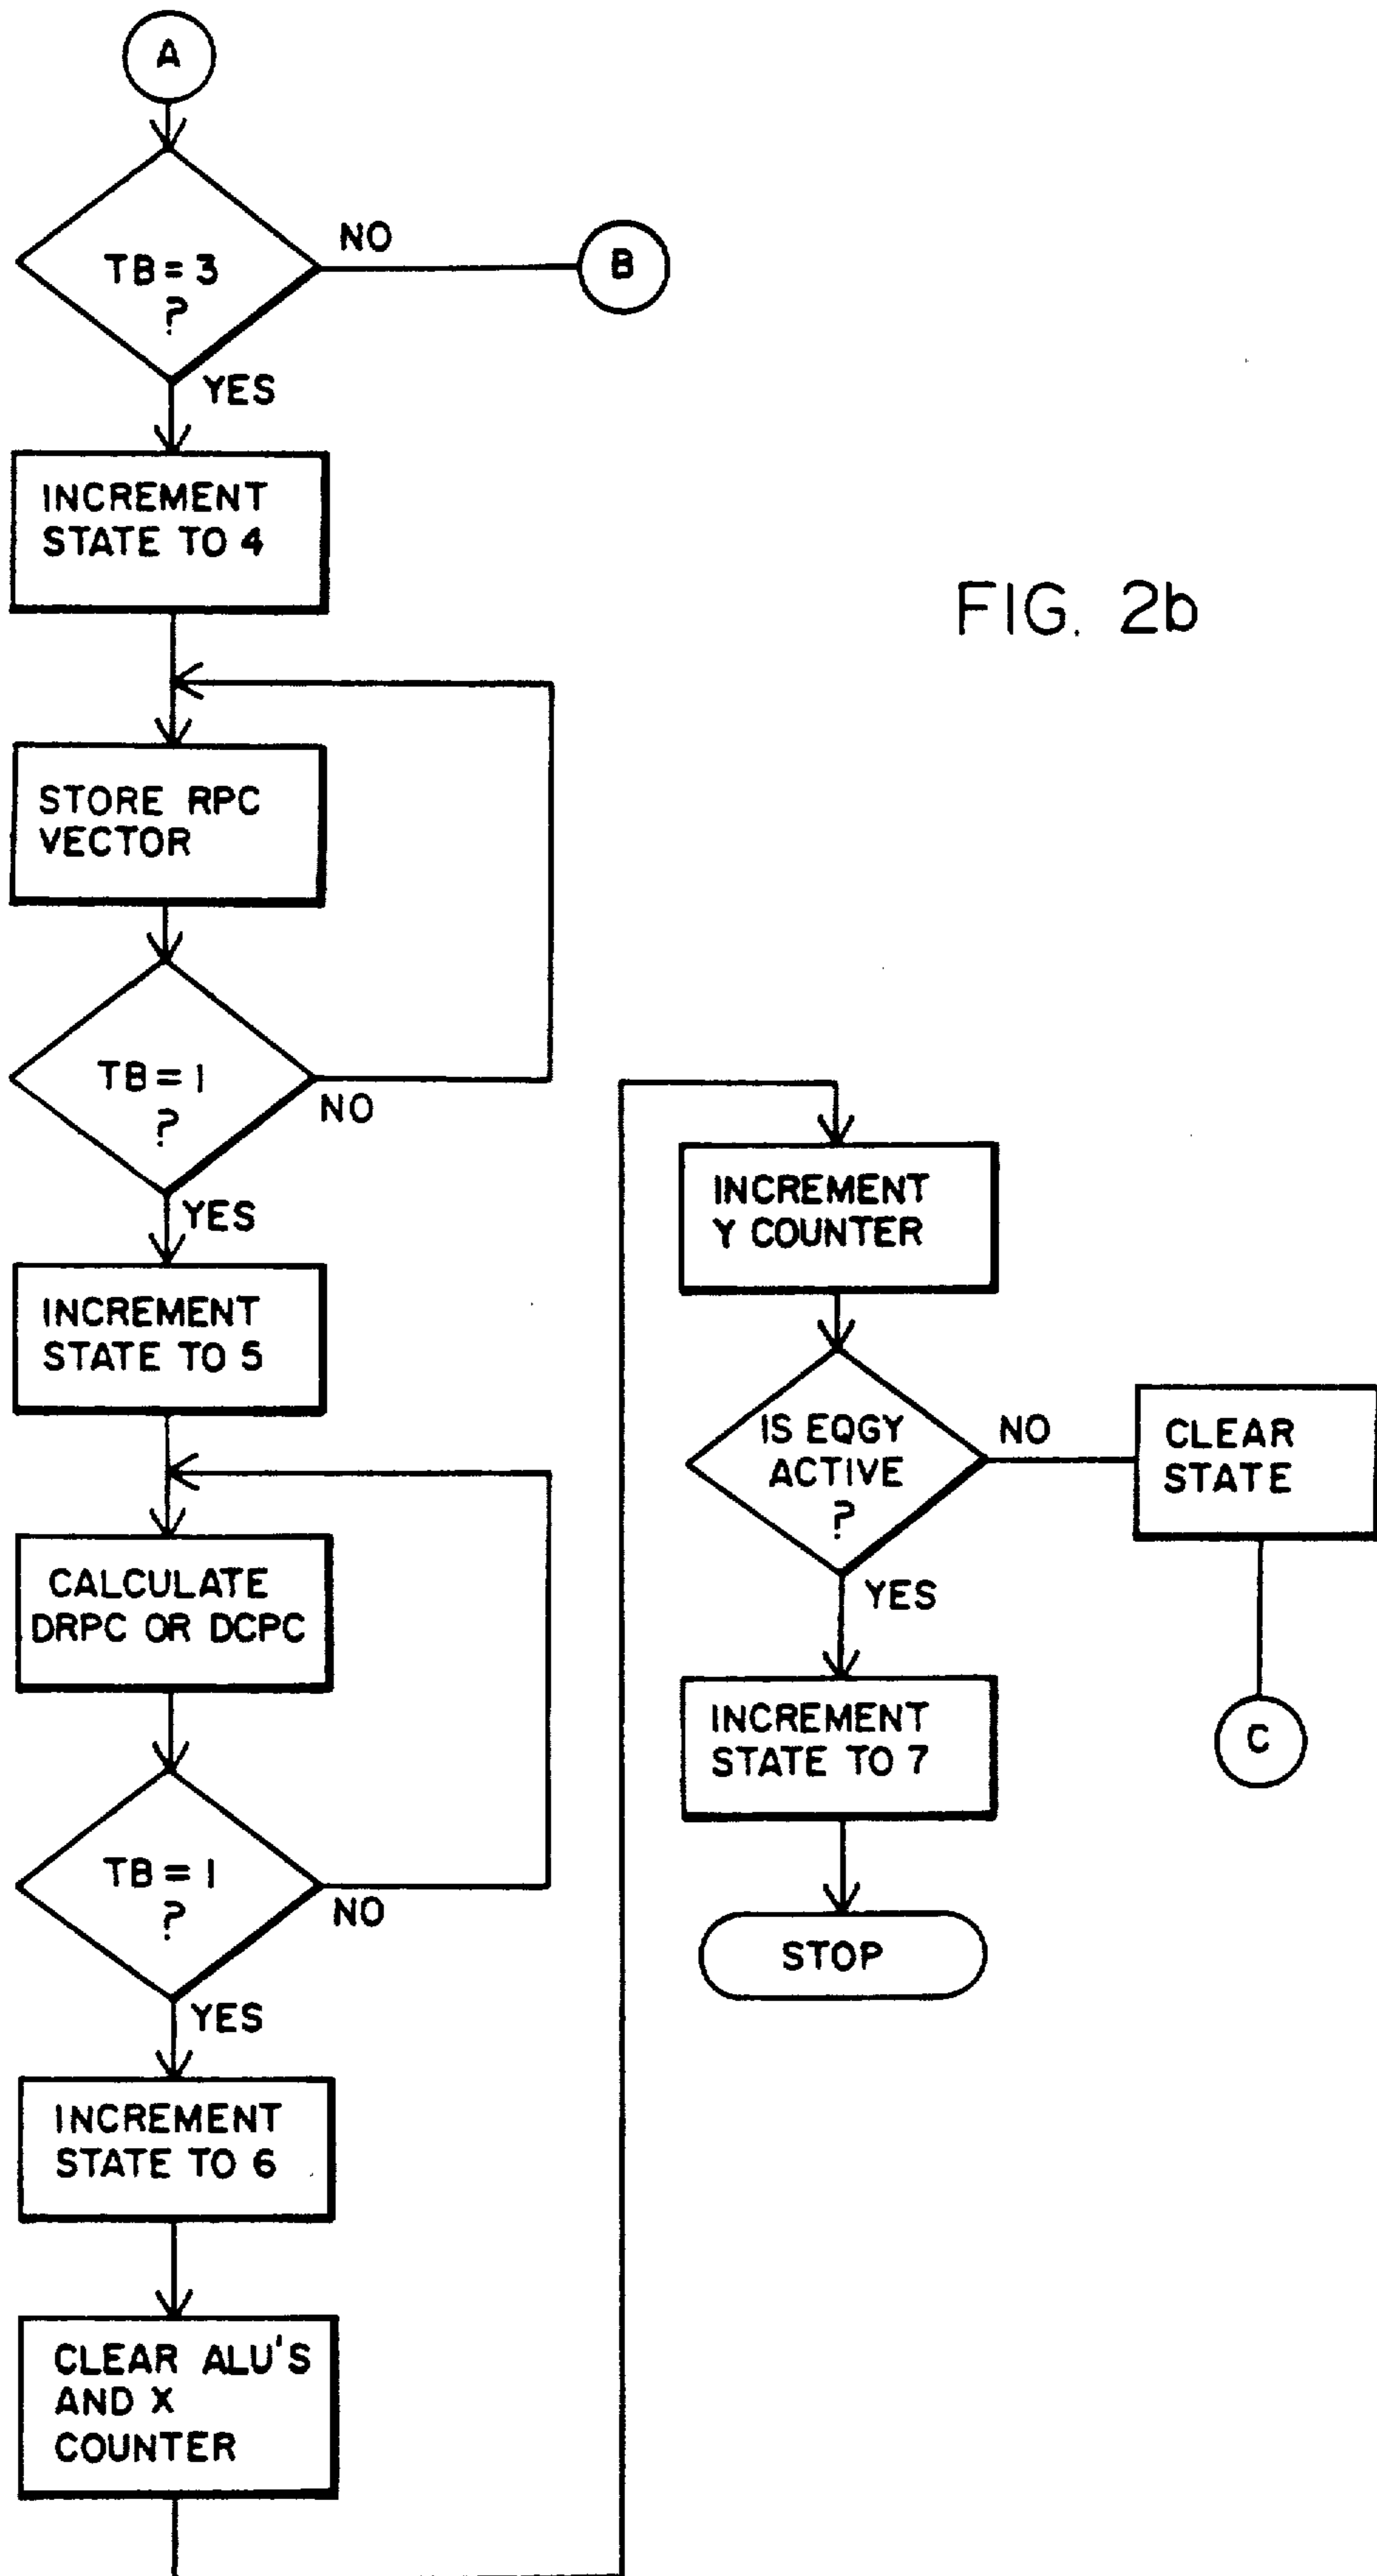 A
TB = 3
?
NO
B
YES
INCREMENT
STATE TO 4
FIG. 2b
STORE RPC
VECTOR
TB = 1
?
NO
YES
INCREMENT
STATE TO 5
CALCULATE
DRPC OR DCPC
TB = 1
?
NO
YES
INCREMENT
STATE TO 6
CLEAR ALU'S
AND X
COUNTER
INCREMENT
Y COUNTER
IS EQGY
ACTIVE
?
NO
CLEAR
STATE
C
YES
INCREMENT
STATE TO 7
STOP